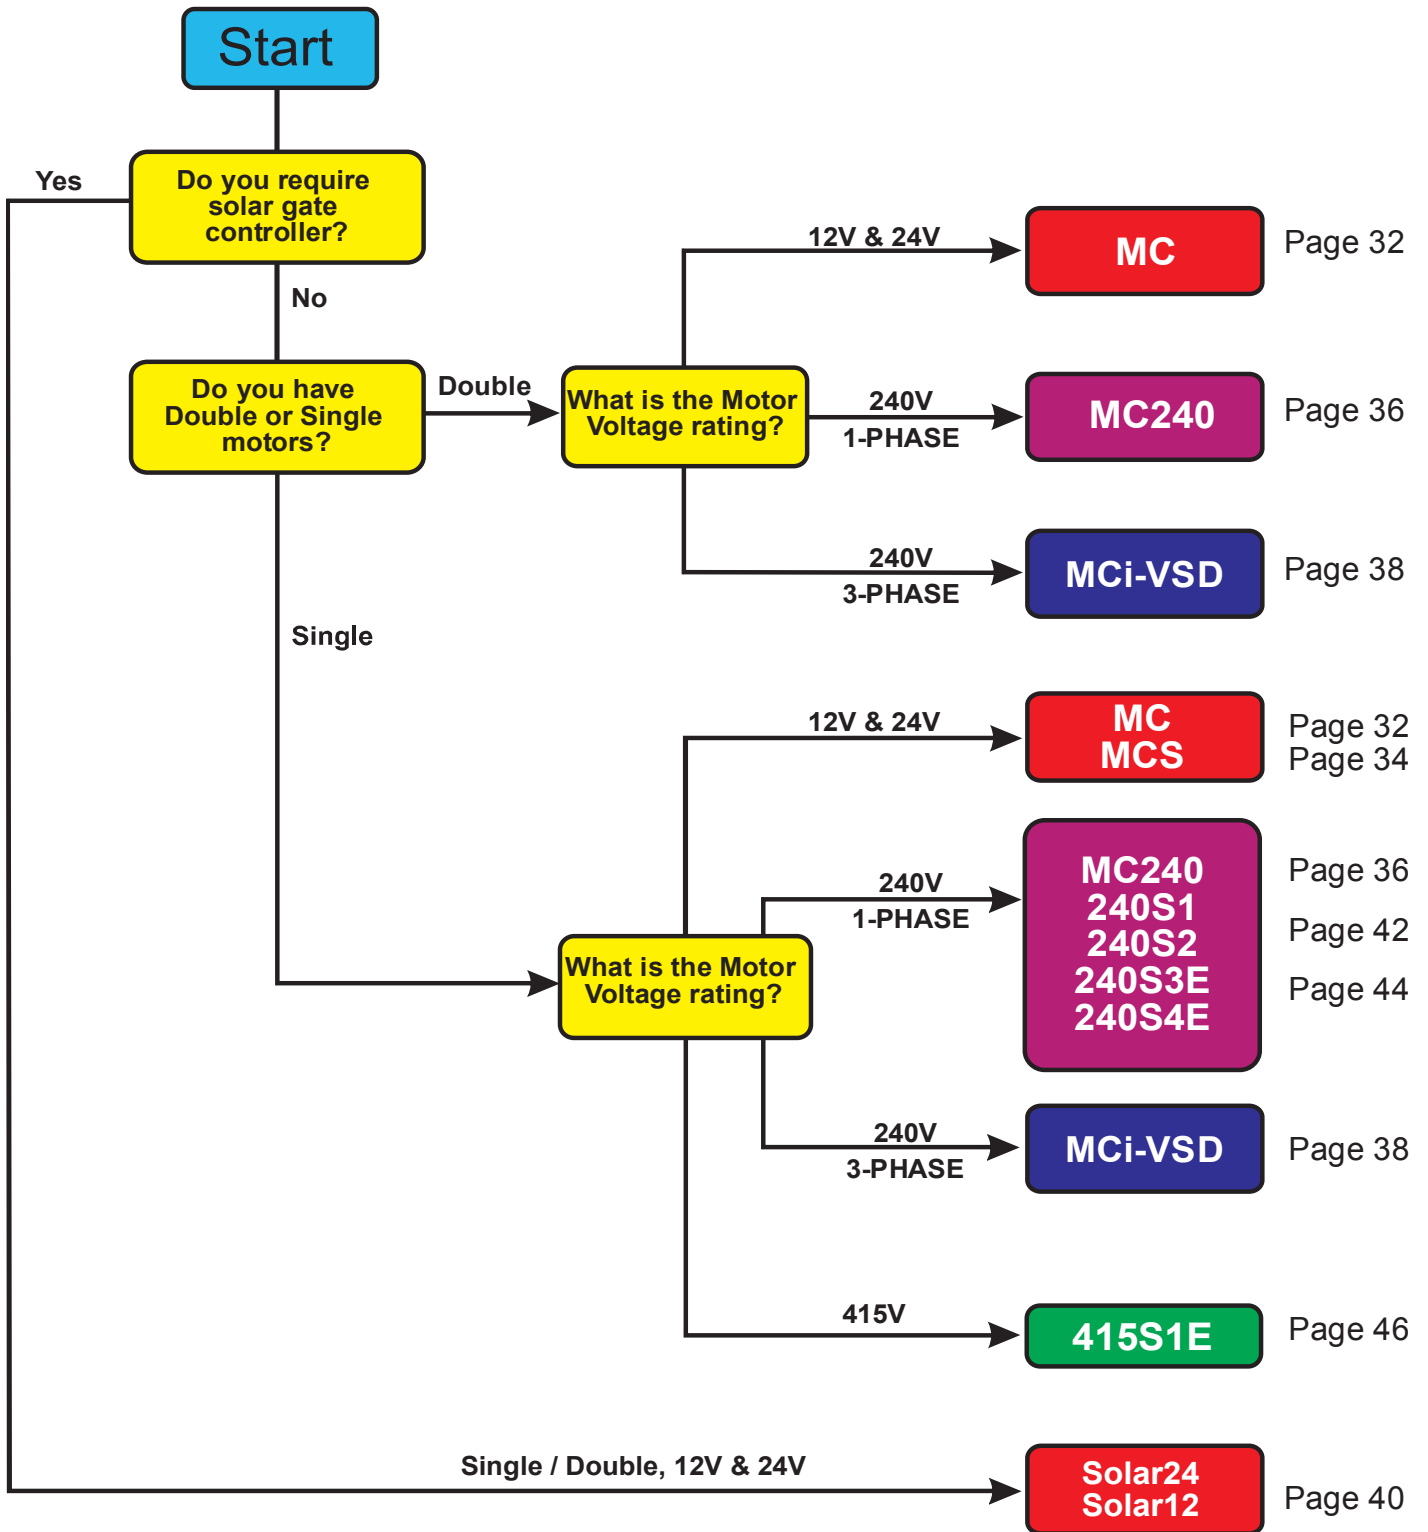 Start
Yes
Do you require
solar gate
controller?
No
12V & 24V
MC
Page 32
Do you have
Double or Single
motors?
Double
What is the Motor
Voltage rating?
240V
1-PHASE
MC240
Page 36
240V
3-PHASE
MCi-VSD
Page 38
Single
12V & 24V
MC
MCS
Page 32
Page 34
What is the Motor
Voltage rating?
240V
1-PHASE
MC240
240S1
240S2
240S3E
240S4E
Page 36
Page 42
Page 44
240V
3-PHASE
MCi-VSD
Page 38
415V
415S1E
Page 46
Single / Double, 12V & 24V
Solar24
Solar12
Page 40